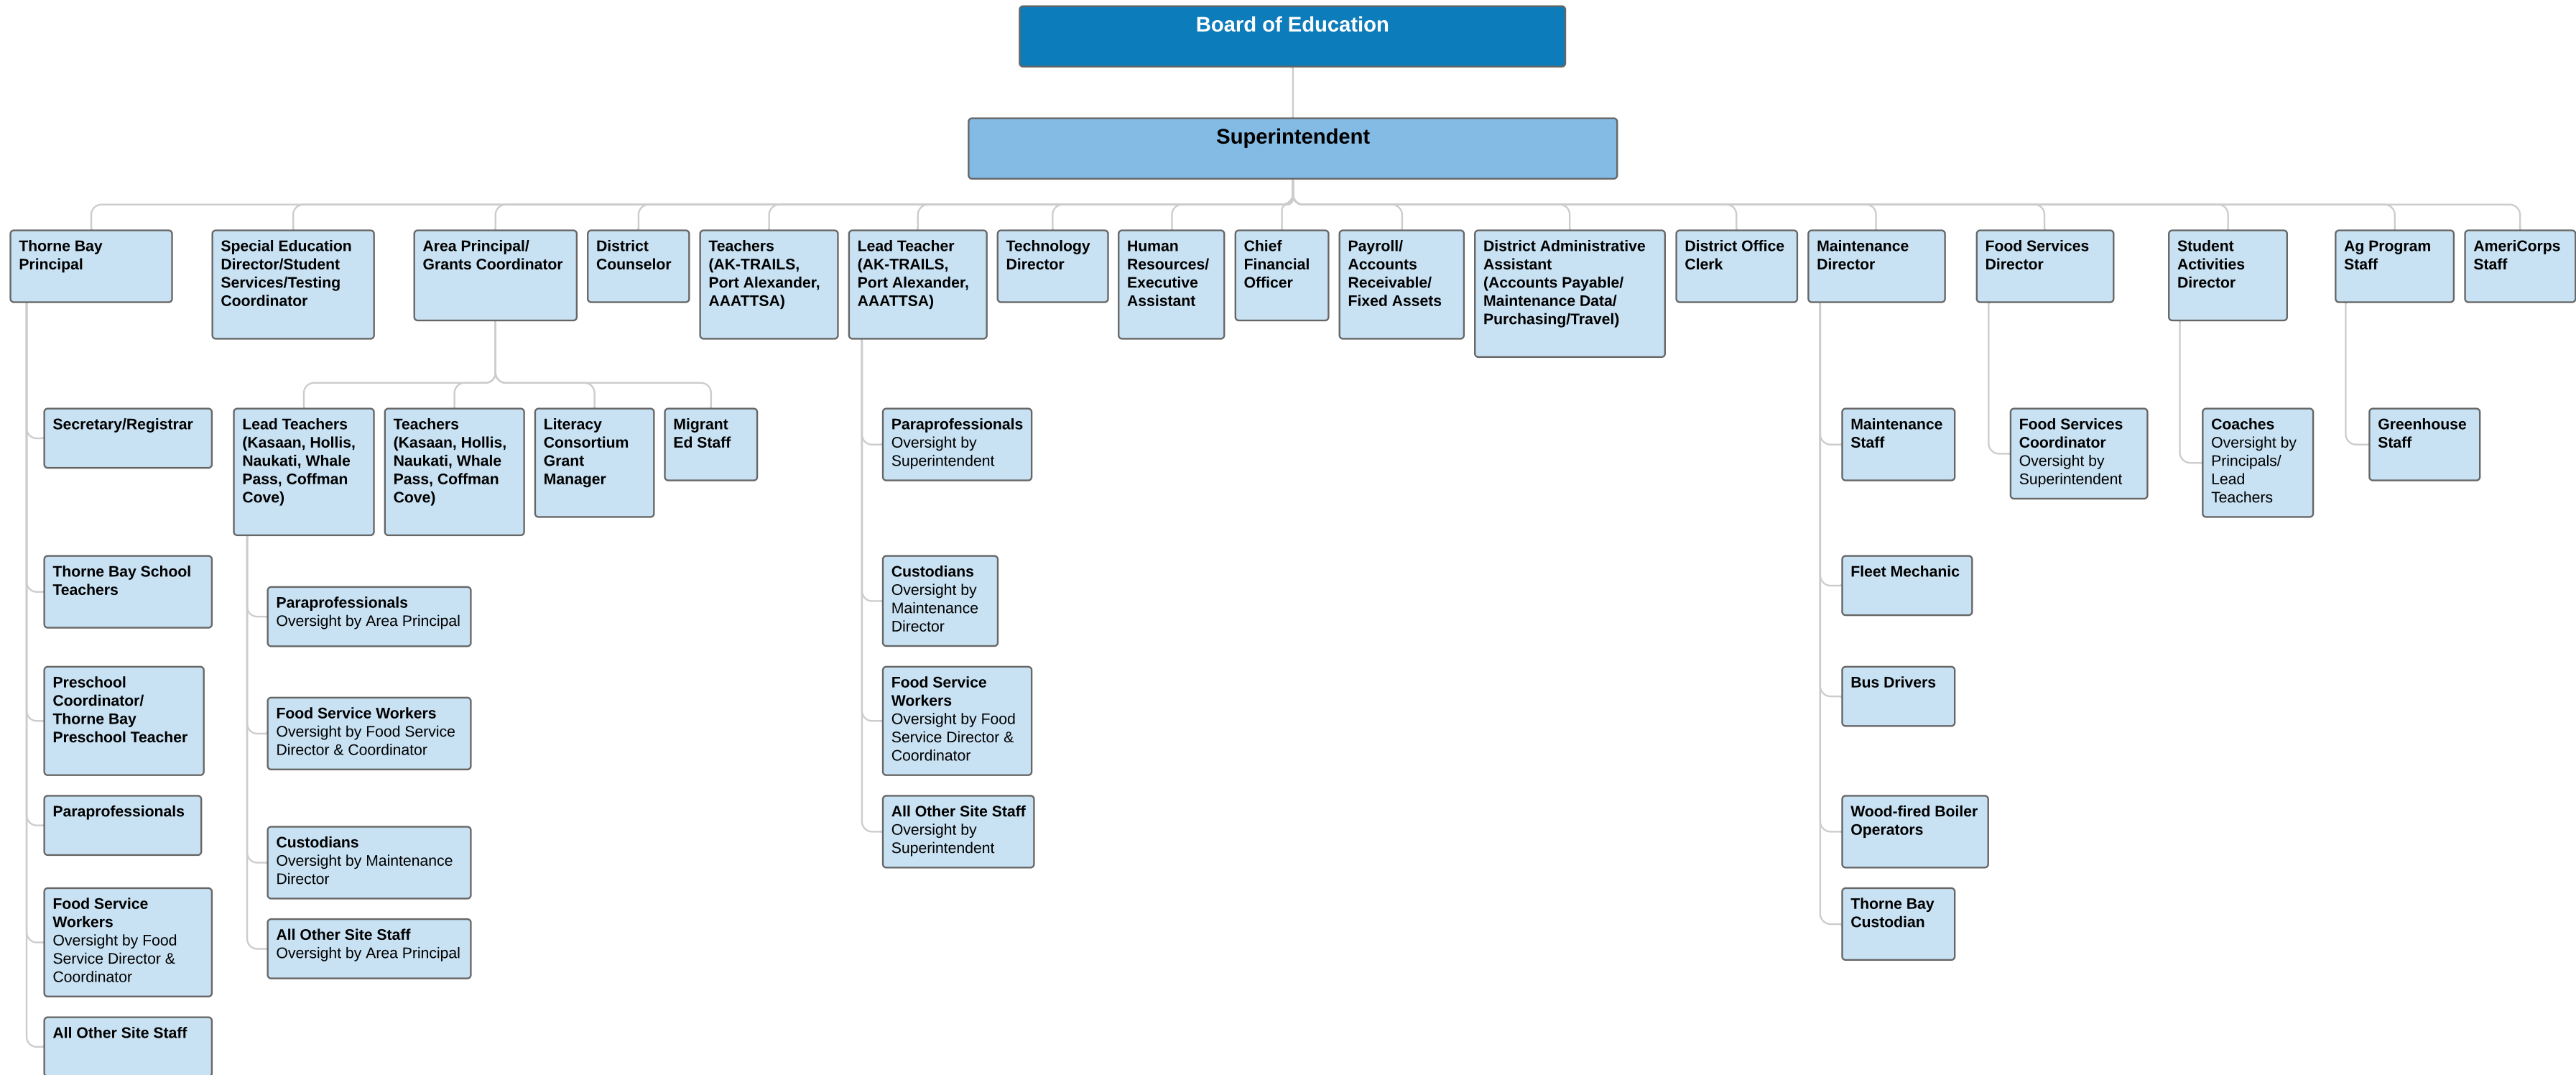 Board of Education
Superintendent
Thorne Bay
Principal
Special Education
Director/Student
Services/Testing
Coordinator
Area Principal/
Grants Coordinator
District
Counselor
Teachers
(AK-TRAILS,
Port Alexander,
AAATTSA)
Lead Teacher
(AK-TRAILS,
Port Alexander,
AAATTSA)
Technology
Director
Human
Resources/
Executive
Assistant
Chief
Financial
Officer
Payroll/
Accounts
Receivable/
Fixed Assets
District Administrative
Assistant
(Accounts Payable/
Maintenance Data/
Purchasing/Travel)
District Office
Clerk
Maintenance
Director
Food Services
Director
Student
Activities
Director
Ag Program
Staff
AmeriCorps
Staff
Secretary/Registrar
Thorne Bay School
Teachers
Preschool
Coordinator/
Thorne Bay
Preschool Teacher
Paraprofessionals
Food Service
Workers
Oversight by Food
Service Director &
Coordinator
All Other Site Staff
Lead Teachers
(Kasaan, Hollis,
Naukati, Whale
Pass, Coffman
Cove)
Teachers
(Kasaan, Hollis,
Naukati, Whale
Pass, Coffman
Cove)
Literacy
Consortium
Grant
Manager
Migrant
Ed Staff
Paraprofessionals
Oversight by Area Principal
Food Service Workers
Oversight by Food Service
Director & Coordinator
Custodians
Oversight by Maintenance
Director
All Other Site Staff
Oversight by Area Principal
Paraprofessionals
Oversight by
Superintendent
Custodians
Oversight by
Maintenance
Director
Food Service
Workers
Oversight by Food
Service Director &
Coordinator
All Other Site Staff
Oversight by
Superintendent
Maintenance
Staff
Fleet Mechanic
Bus Drivers
Wood-fired Boiler
Operators
Thorne Bay
Custodian
Food Services
Coordinator
Oversight by
Superintendent
Coaches
Oversight by
Principals/
Lead
Teachers
Greenhouse
Staff